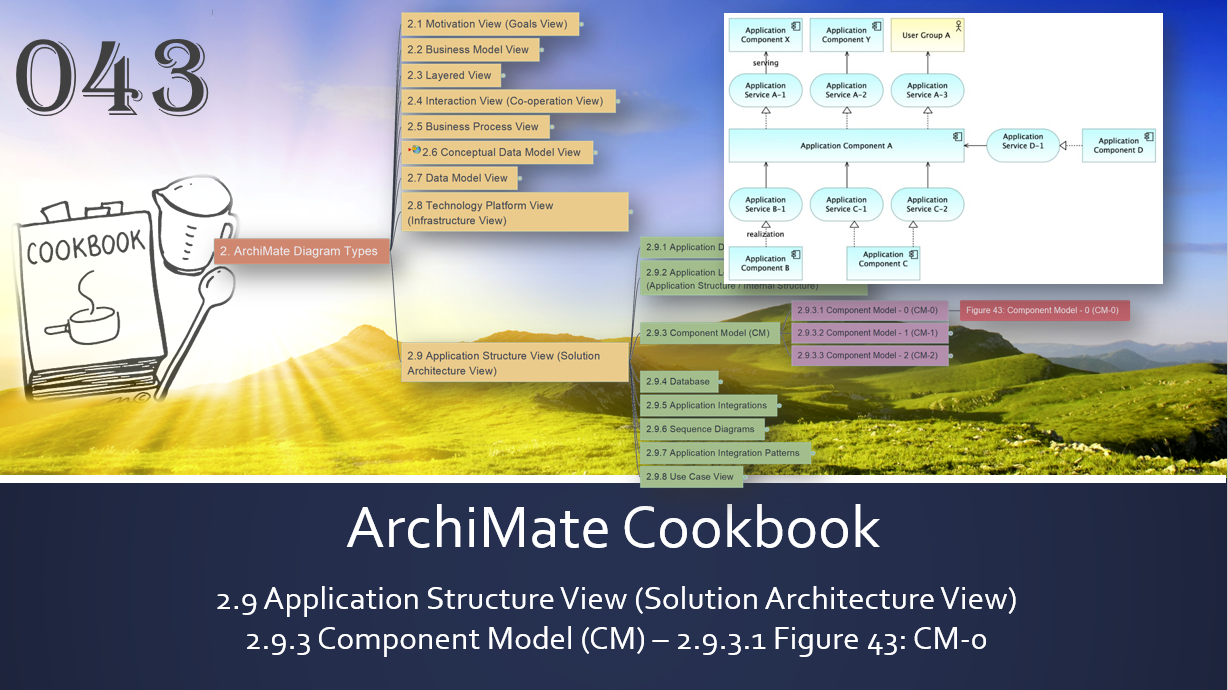 043
COOKBOOK
2. ArchiMate Diagram Types
2.1 Motivation View (Goals View)
2.2 Business Model View
2.3 Layered View
2.4 Interaction View (Co-operation View)
2.5 Business Process View
2.6 Conceptual Data Model View
2.7 Data Model View
2.8 Technology Platform View
(Infrastructure View)
2.9 Application Structure View (Solution
Architecture View)
2.9.1 Application D
2.9.2 Application L
(Application Structure / Internal Structure)
2.9.3 Component Model (CM)
2.9.3.1 Component Model - 0 (CM-0)
Figure 43: Component Model - 0 (CM-0)
2.9.3.2 Component Model - 1 (CM-1)
2.9.3.3 Component Model - 2 (CM-2)
2.9.4 Database
2.9.5 Application Integrations
2.9.6 Sequence Diagrams
2.9.7 Application Integration Patterns
2.9.8 Use Case View
Application
Component X
Application
Component Y
User Group A
serving
Application
Service A-1
Application
Service A-2
Application
Service A-3
Application Component A
Application
Service D-1
Application
Component D
Application
Service B-1
Application
Service C-1
Application
Service C-2
realization
Application
Component B
Application
Component C
ArchiMate Cookbook
2.9 Application Structure View (Solution Architecture View)
2.9.3 Component Model (CM) – 2.9.3.1 Figure 43: CM-0